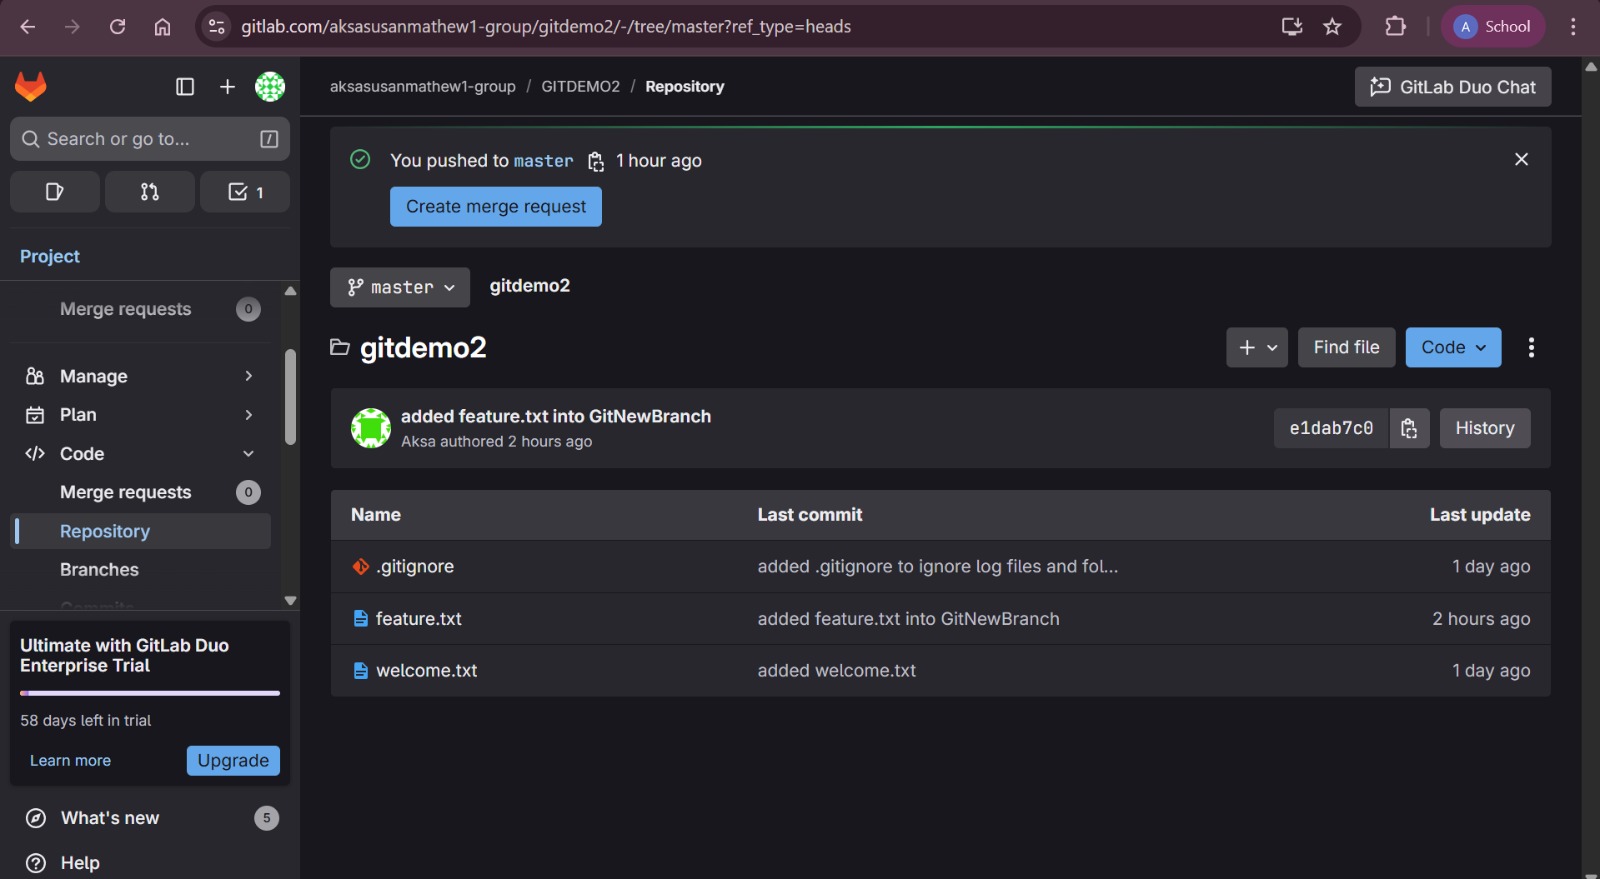 gitlab.com/aksasusanmathew1-group/gitdemo2/-/tree/master?ref_type=heads
A School
aksasusanmathew1-group / GITDEMO2 / Repository
GitLab Duo Chat
Search or go to... /
1
Project
Merge requests 0
Manage
Plan
Code
Merge requests 0
Repository
Branches
Commits
Ultimate with GitLab Duo
Enterprise Trial
58 days left in trial
Learn more Upgrade
What's new 5
Help
You pushed to master 1 hour ago
Create merge request
master gitdemo2
gitdemo2
Find file Code
added feature.txt into GitNewBranch
Aksa authored 2 hours ago
e1dab7c0 History
Name Last commit Last update
.gitignore added .gitignore to ignore log files and fol... 1 day ago
feature.txt added feature.txt into GitNewBranch 2 hours ago
welcome.txt added welcome.txt 1 day ago